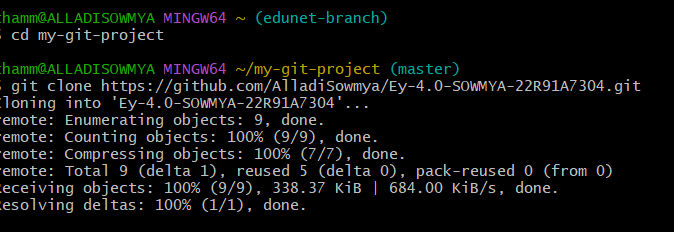 thamm@ALLADISOWMYA MINGW64 ~ (edunet-branch)
$ cd my-git-project
thamm@ALLADISOWMYA MINGW64 ~/my-git-project (master)
$ git clone https://github.com/AlladiSowmya/Ey-4.0-SOWMYA-22R91A7304.git
Cloning into 'Ey-4.0-SOWMYA-22R91A7304'...
remote: Enumerating objects: 9, done.
remote: Counting objects: 100% (9/9), done.
remote: Compressing objects: 100% (7/7), done.
remote: Total 9 (delta 1), reused 5 (delta 0), pack-reused 0 (from 0)
Receiving objects: 100% (9/9), 338.37 KiB | 684.00 KiB/s, done.
Resolving deltas: 100% (1/1), done.